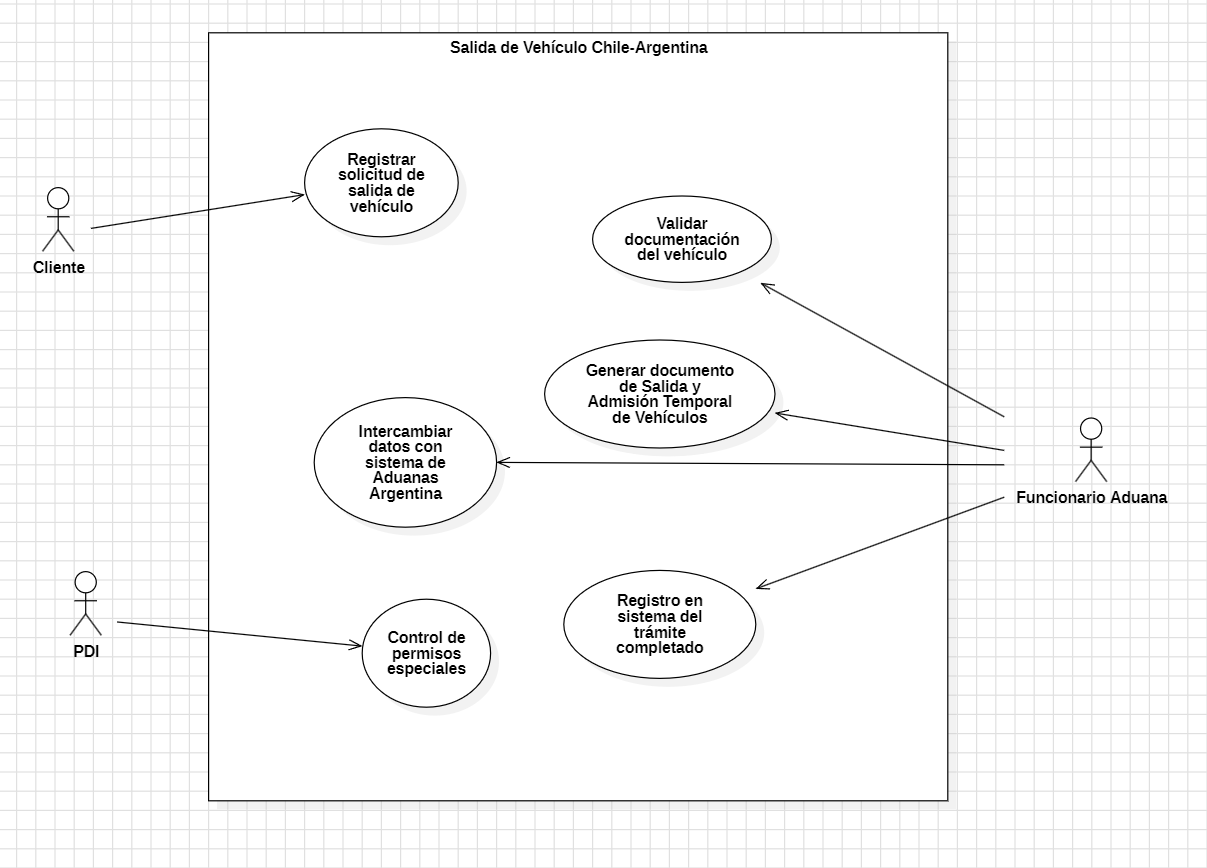 Salida de Vehículo Chile-Argentina
Registrar
solicitud de
salida de
vehículo
Cliente
Validar
documentación
del vehículo
Generar documento
de Salida y
Admisión Temporal
de Vehículos
Intercambiar
datos con
sistema de
Aduanas
Argentina
Funcionario Aduana
PDI
Control de
permisos
especiales
Registro en
sistema del
trámite
completado